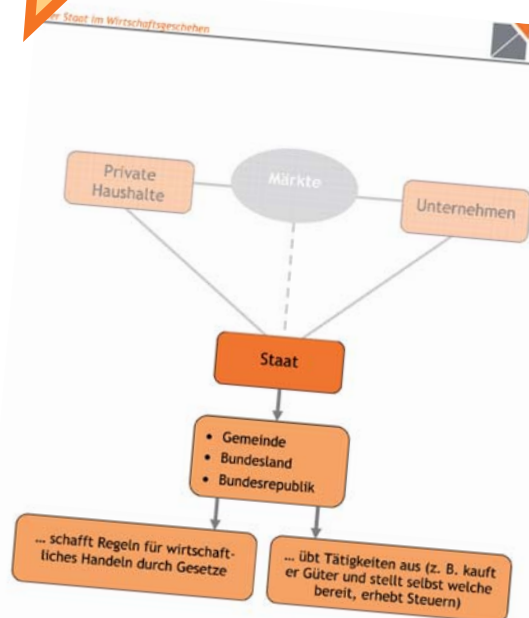 er Staat im Wirtschaftsgeschehen
Private
Haushalte
Märkte
Unternehmen
Staat
• Gemeinde
• Bundesland
• Bundesrepublik
... schafft Regeln für wirtschaft-
liches Handeln durch Gesetze
... übt Tätigkeiten aus (z. B. kauft
er Güter und stellt selbst welche
bereit, erhebt Steuern)